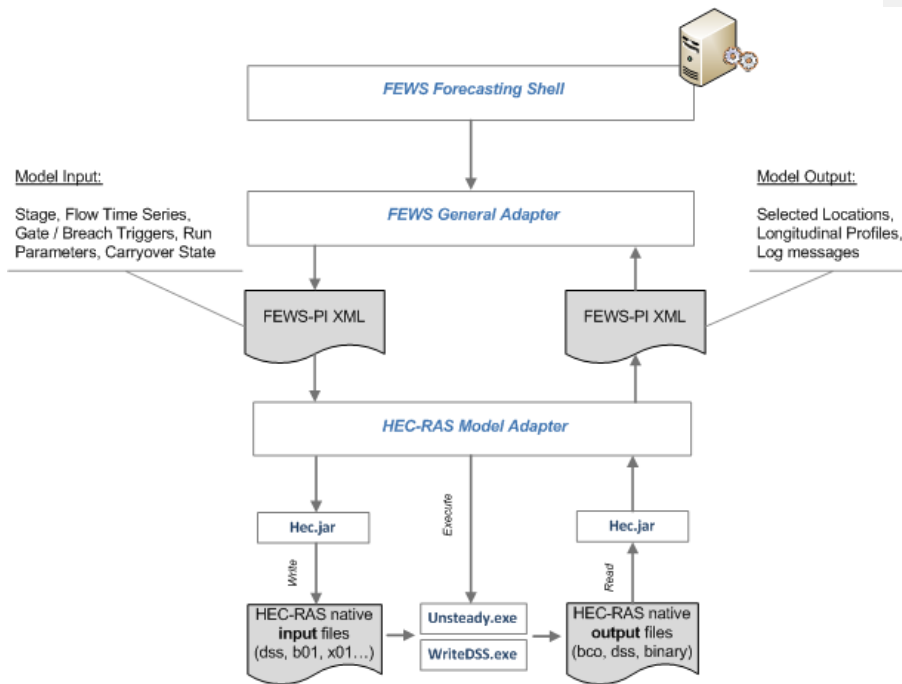 FEWS Forecasting Shell
Model Input:
Stage, Flow Time Series,
Gate / Breach Triggers, Run
Parameters, Carryover State
FEWS General Adapter
Model Output:
Selected Locations,
Longitudinal Profiles,
Log messages
FEWS-PI XML
FEWS-PI XML
HEC-RAS Model Adapter
Hec.jar
Execute
Hec.jar
Write
Read
HEC-RAS native
input files
(dss, b01, x01...)
Unsteady.exe
WriteDSS.exe
HEC-RAS native
output files
(bco, dss, binary)